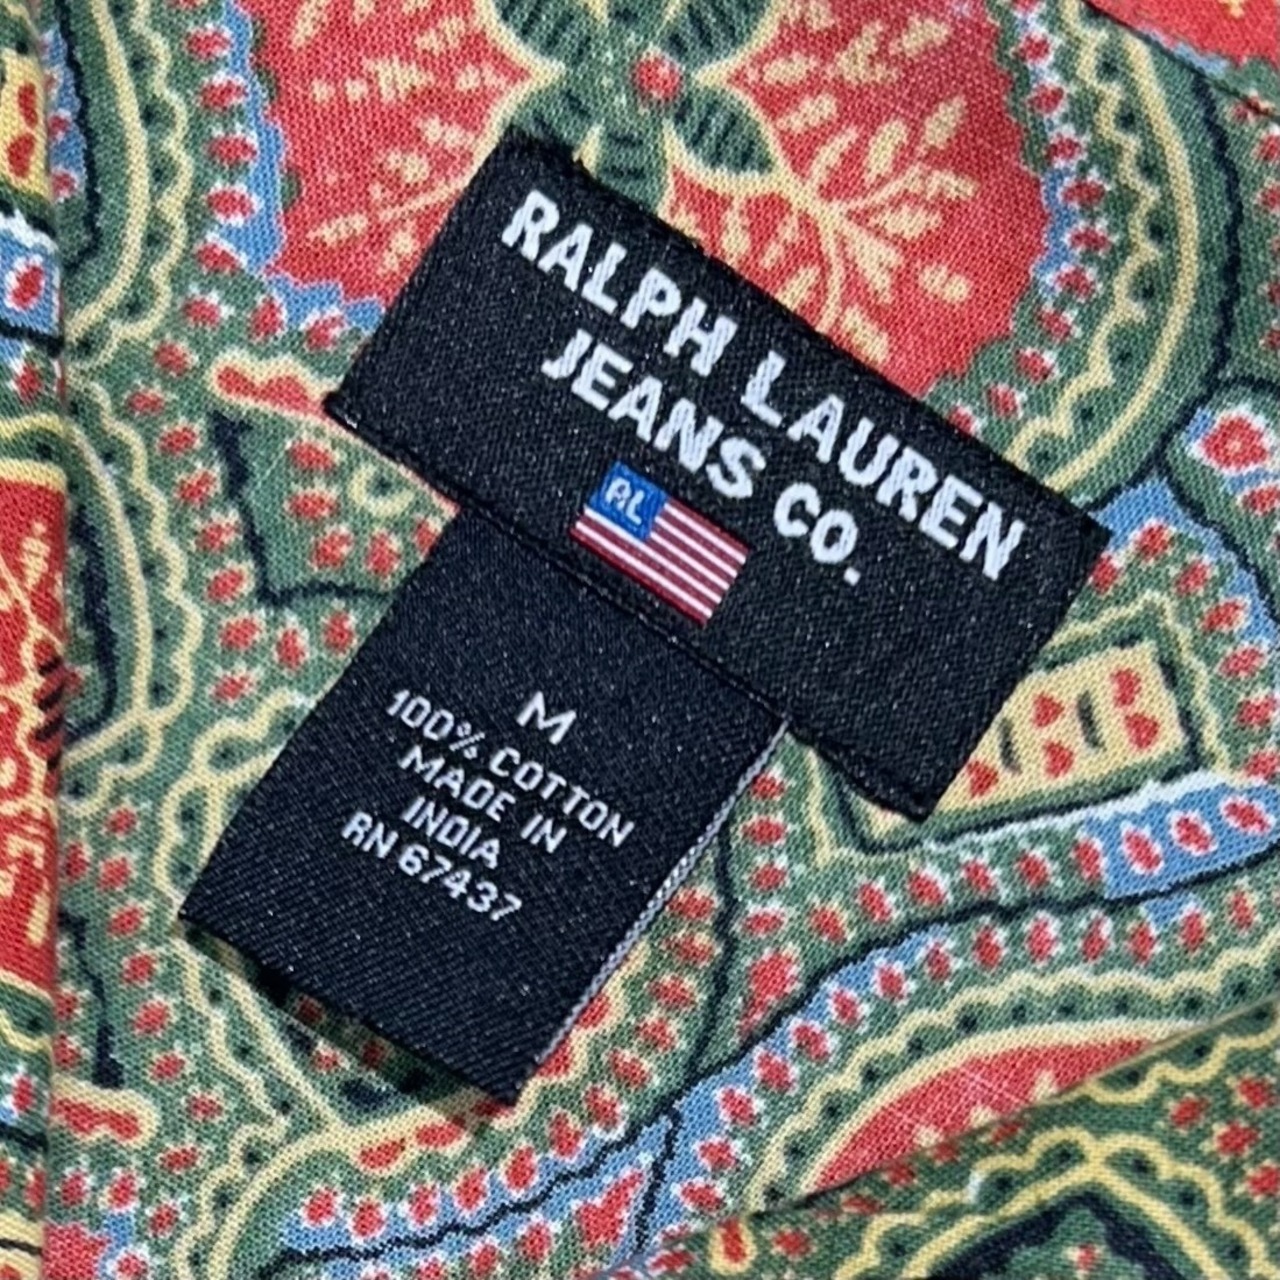 RALPH LAUREN
JEANS CO.
RL
M
100% COTTON
MADE IN
INDIA
RN 67437